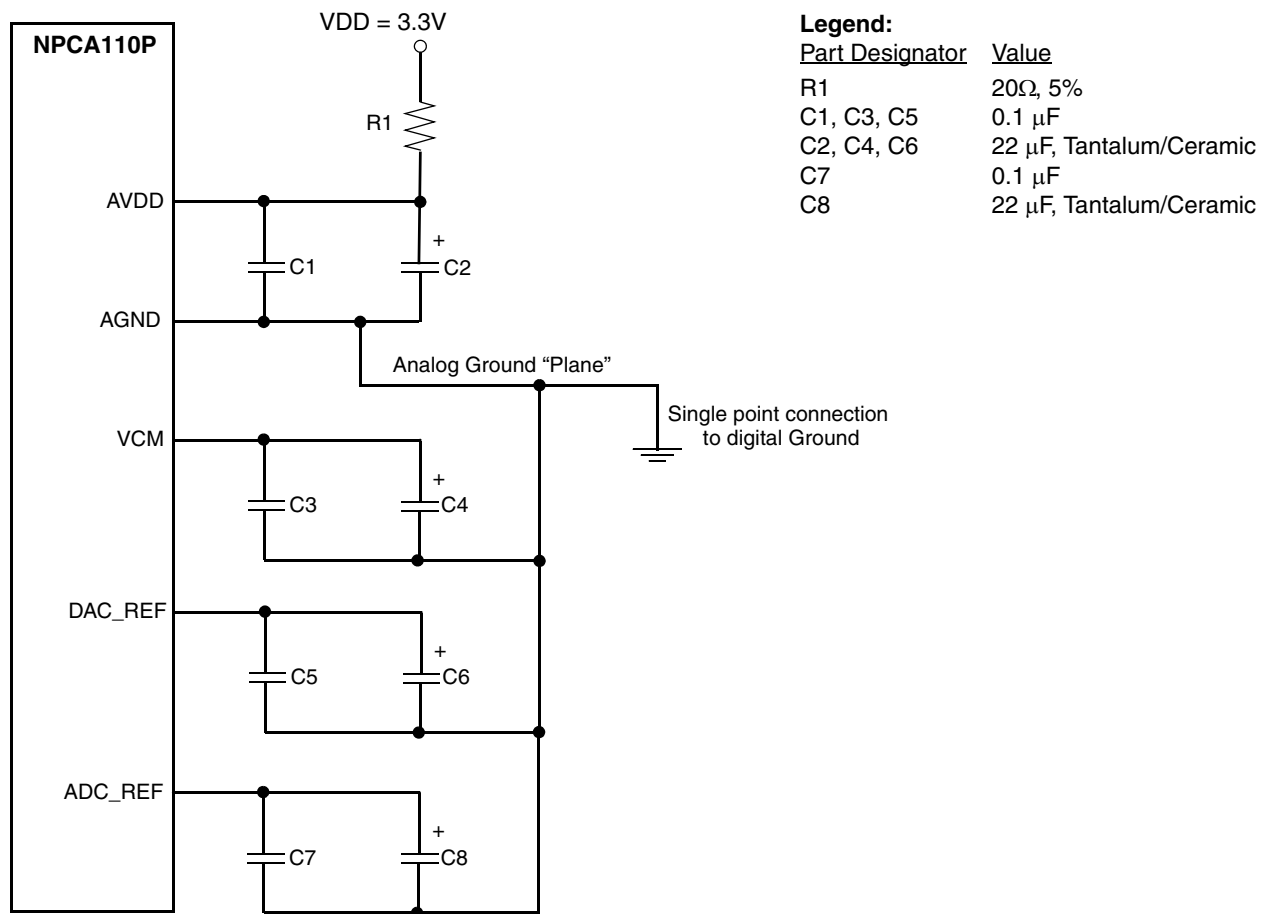 VDD = 3.3V
NPCA110P
R1
AVDD
+
C1
C2
AGND
Analog Ground “Plane”
Single point connection
to digital Ground
VCM
+
C3
C4
DAC_REF
+
C5
C6
ADC_REF
+
C7
C8
Legend:
Part Designator Value
R1 20Ω, 5%
C1, C3, C5 0.1 μF
C2, C4, C6 22 μF, Tantalum/Ceramic
C7 0.1 μF
C8 22 μF, Tantalum/Ceramic